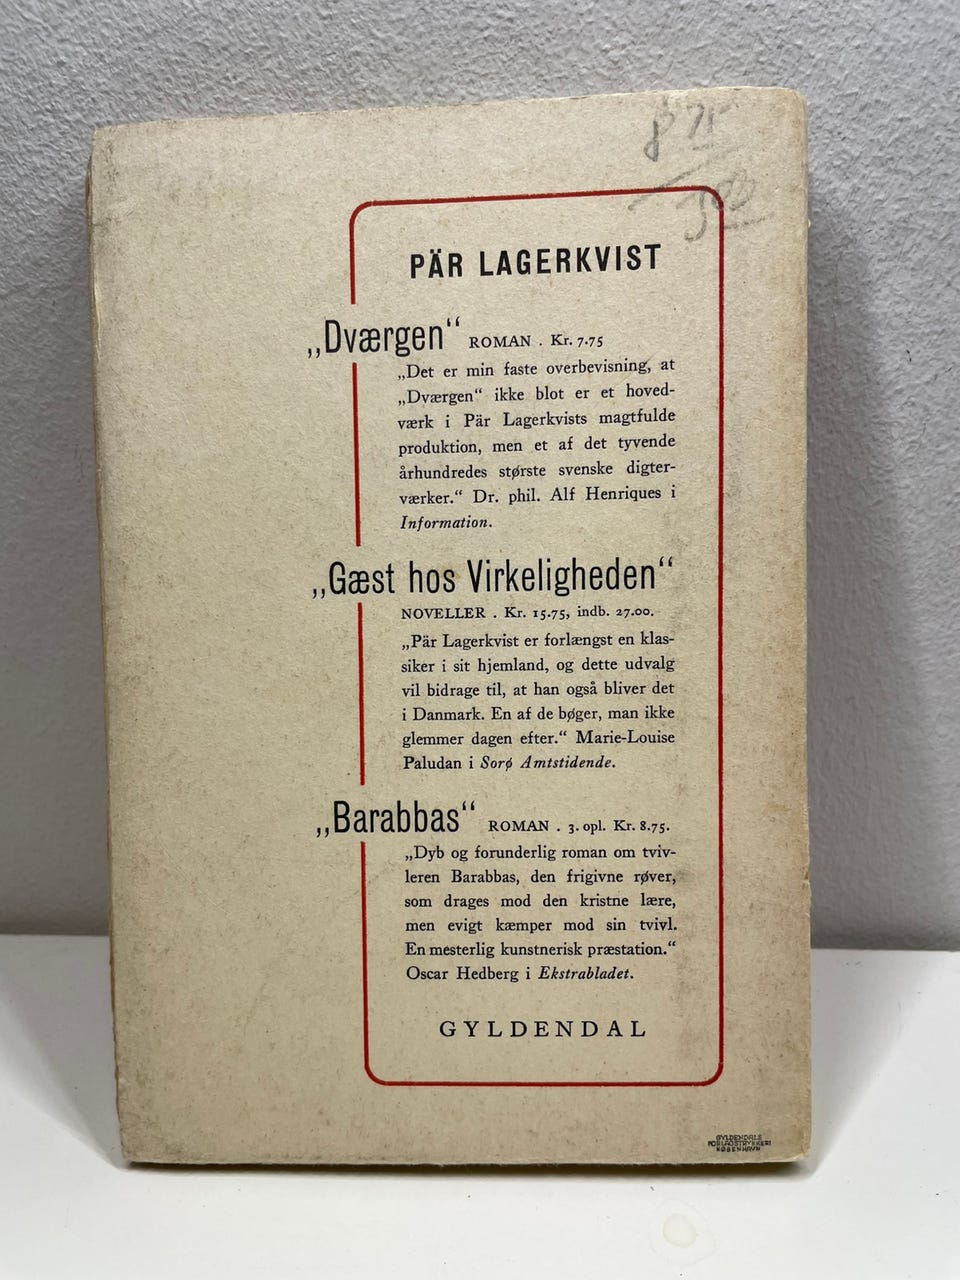 8 75
PÄR LAGERKVIST
„Dværgen“ ROMAN . Kr. 7.75
„Det er min faste overbevisning, at
„Dværgen“ ikke blot er et hoved-
værk i Pär Lagerkvists magtfulde
produktion, men et af det tyvende
århundredes største svenske digter-
værker.“ Dr. phil. Alf Henriques i
Information.
„Gæst hos Virkeligheden“
NOVELLER . Kr. 15.75, indb. 27.00.
„Pär Lagerkvist er forlængst en klas-
siker i sit hjemland, og dette udvalg
vil bidrage til, at han også bliver det
i Danmark. En af de bøger, man ikke
glemmer dagen efter.“ Marie-Louise
Paludan i Sorø Amtstidende.
„Barabbas“ ROMAN . 3. opl. Kr. 8.75.
„Dyb og forunderlig roman om tviv-
leren Barabbas, den frigivne røver,
som drages mod den kristne lære,
men evigt kæmper mod sin tvivl.
En mesterlig kunstnerisk præstation.“
Oscar Hedberg i Ekstrabladet.
GYLDENDAL
GYLDENDALS
FORLAGSTRYKKERI
KØBENHAVN